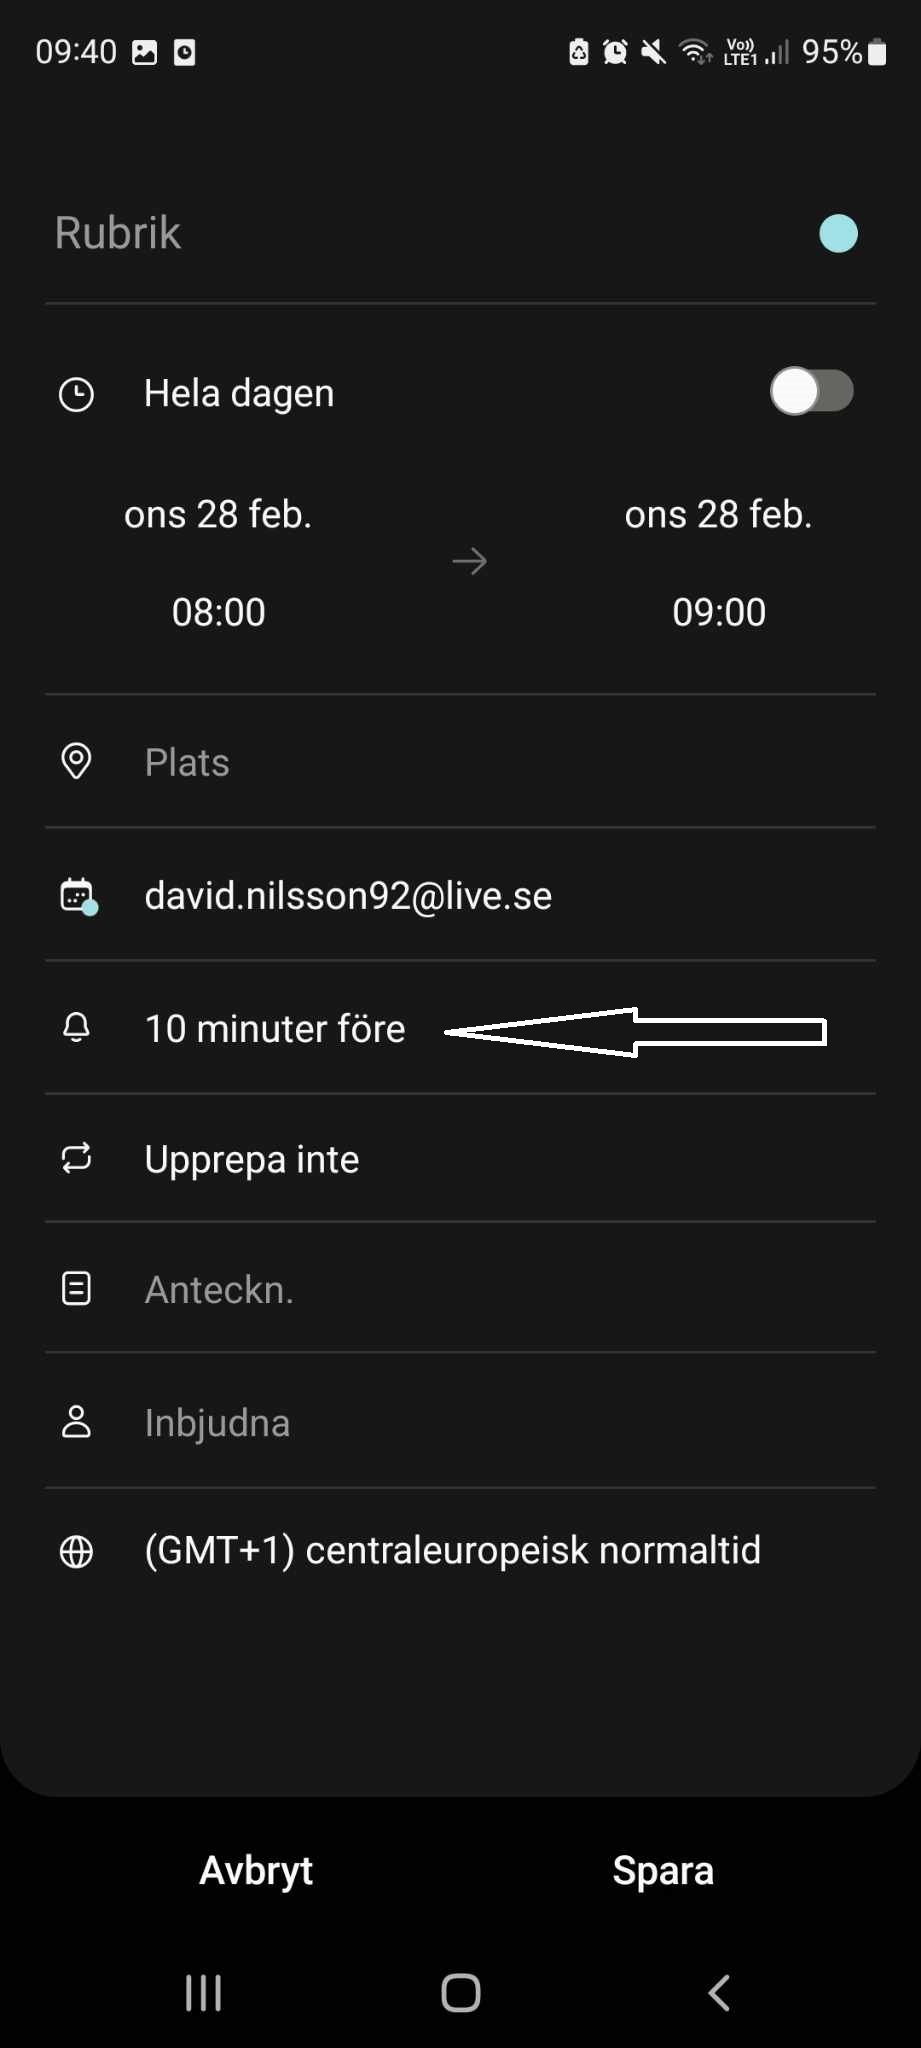 09:40
Vo)) LTE1 95%
Rubrik
Hela dagen
ons 28 feb.
ons 28 feb.
08:00
09:00
Plats
david.nilsson92@live.se
10 minuter före
Upprepa inte
Anteckn.
Inbjudna
(GMT+1) centraleuropeisk normaltid
Avbryt
Spara